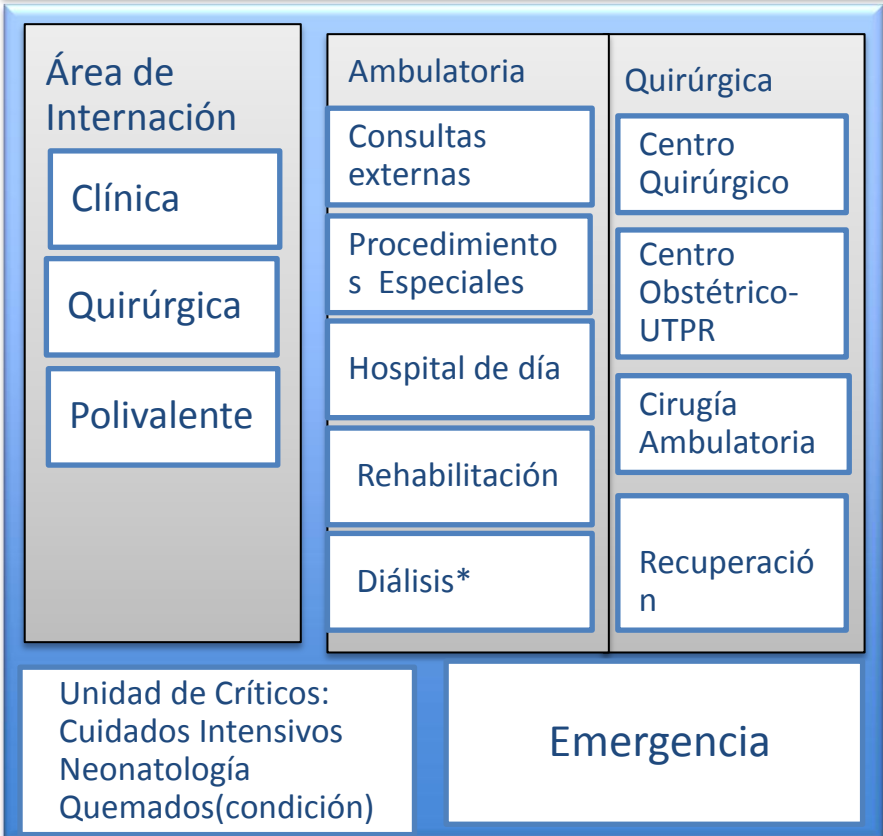 Área de
Internación
Clínica
Quirúrgica
Polivalente
Ambulatoria
Consultas
externas
Procedimiento
s Especiales
Hospital de día
Rehabilitación
Diálisis*
Quirúrgica
Centro
Quirúrgico
Centro
Obstétrico-
UTPR
Cirugía
Ambulatoria
Recuperació
n
Unidad de Críticos:
Cuidados Intensivos
Neonatología
Quemados(condición)
Emergencia